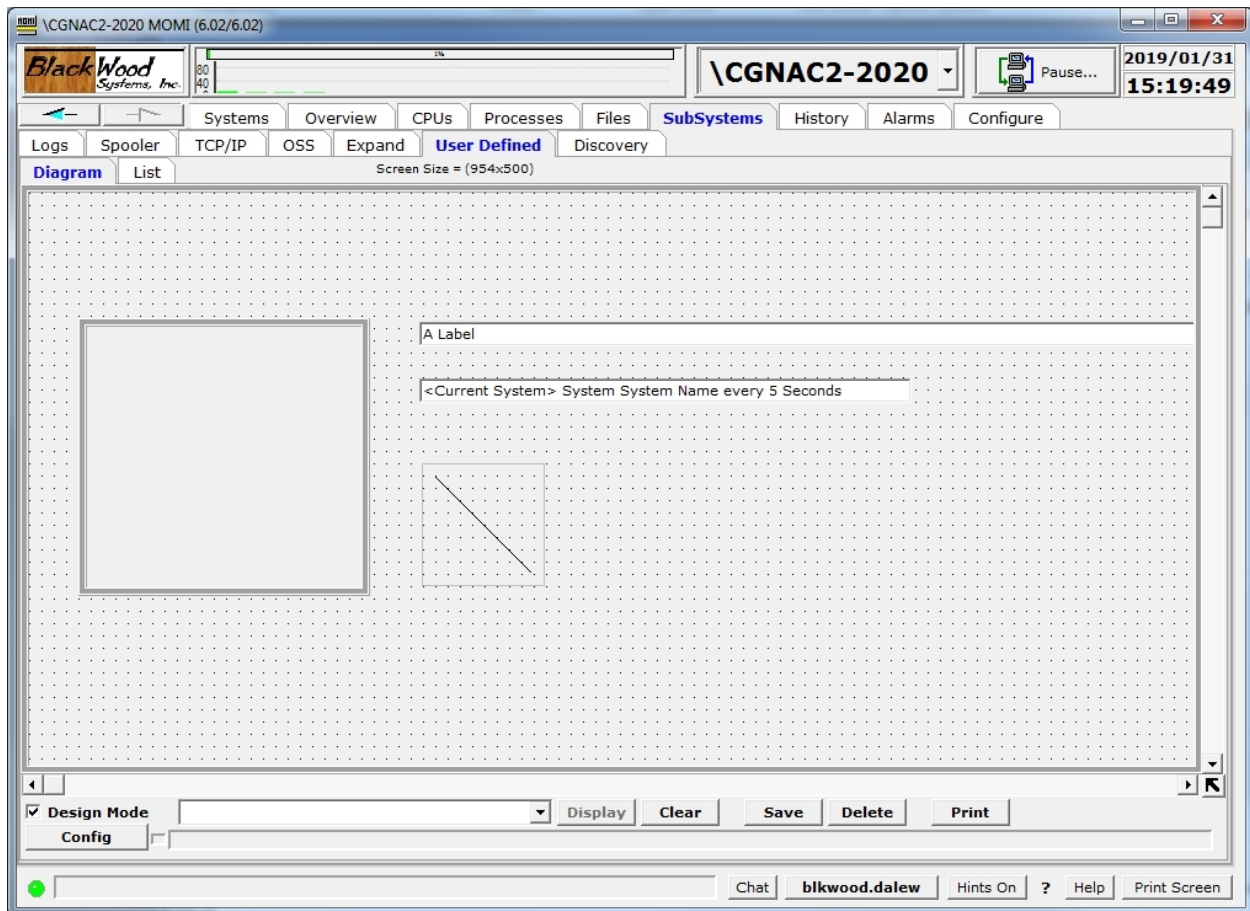 \CGNAC2-2020 MOMI (6.02/6.02)
BlackWood
Systems, Inc.
1%
80
40
\CGNAC2-2020
Pause...
2019/01/31
15:19:49
Systems Overview CPUs Processes Files SubSystems History Alarms Configure
Logs Spooler TCP/IP OSS Expand User Defined Discovery
Diagram List Screen Size = (954x500)
A Label
<Current System> System System Name every 5 Seconds
Design Mode Display Clear Save Delete Print
Config
Chat blkwood.dalew Hints On ? Help Print Screen